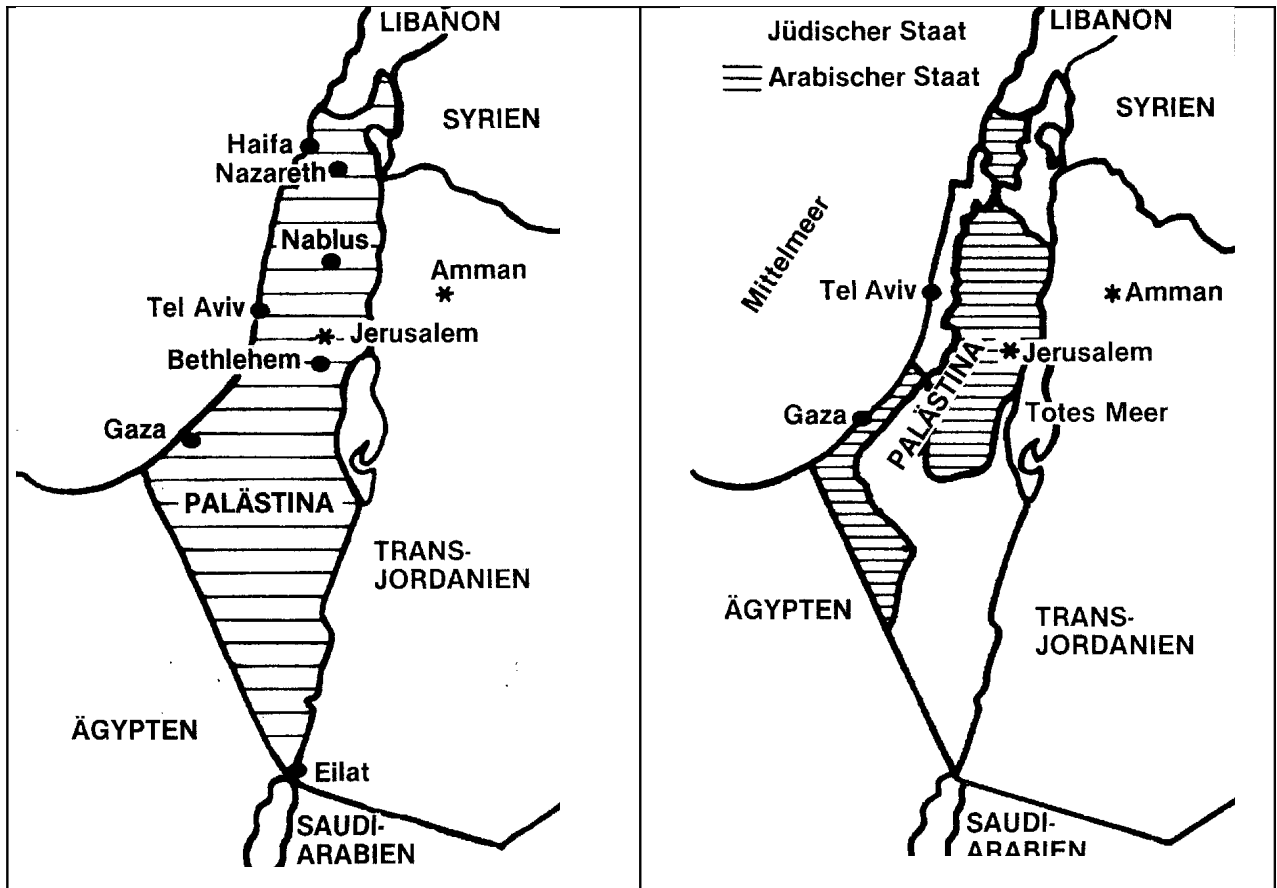 LIBANON
SYRIEN
Haifa
Nazareth
Nablus
Amman
Tel Aviv
Jerusalem
Bethlehem
Gaza
PALÄSTINA
TRANS-
JORDANIEN
ÄGYPTEN
Eilat
SAUDI-
ARABIEN
LIBANON
Jüdischer Staat
Arabischer Staat
SYRIEN
Mittelmeer
Tel Aviv
Amman
Jerusalem
PALÄSTINA
Totes Meer
Gaza
ÄGYPTEN
TRANS-
JORDANIEN
SAUDI-
ARABIEN